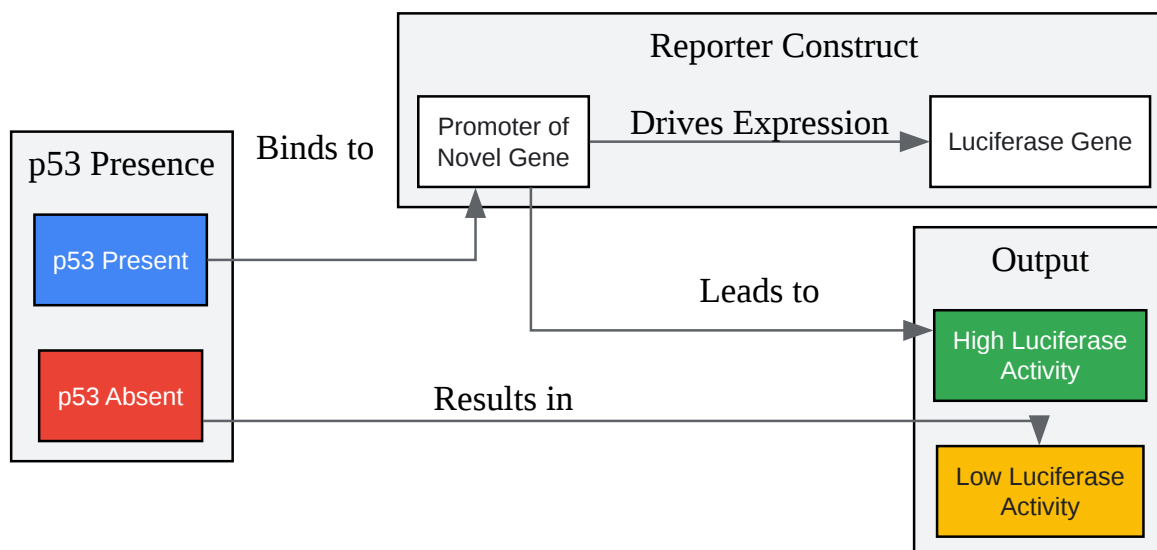 Reporter Construct
Promoter of
Novel Gene
Drives Expression
Luciferase Gene
Binds to
p53 Presence
p53 Present
p53 Absent
Leads to
Results in
Output
High Luciferase
Activity
Low Luciferase
Activity